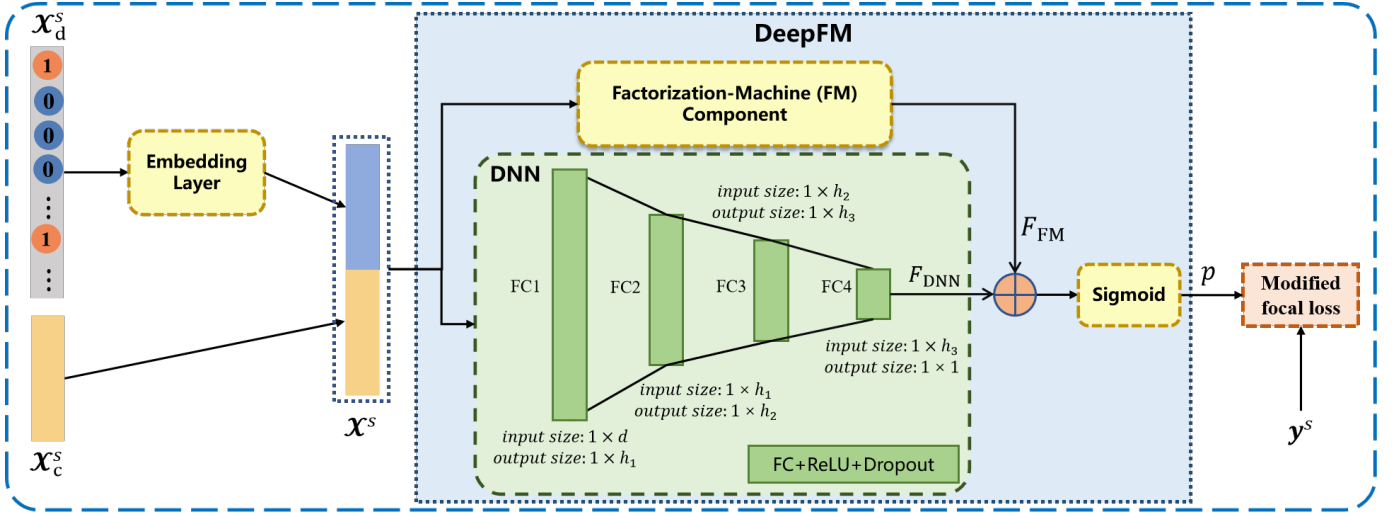 𝒳ˢ_d
1
0
0
0
⋮
1
⋮
𝒳ˢ_c
Embedding
Layer
𝒳ˢ
DeepFM
Factorization-Machine (FM)
Component
DNN
FC1
FC2
FC3
FC4
input size: 1 × h₂
output size: 1 × h₃
input size: 1 × h₃
output size: 1 × 1
input size: 1 × h₁
output size: 1 × h₂
input size: 1 × d
output size: 1 × h₁
FC+ReLU+Dropout
F_DNN
F_FM
Sigmoid
p
Modified
focal loss
𝒚ˢ